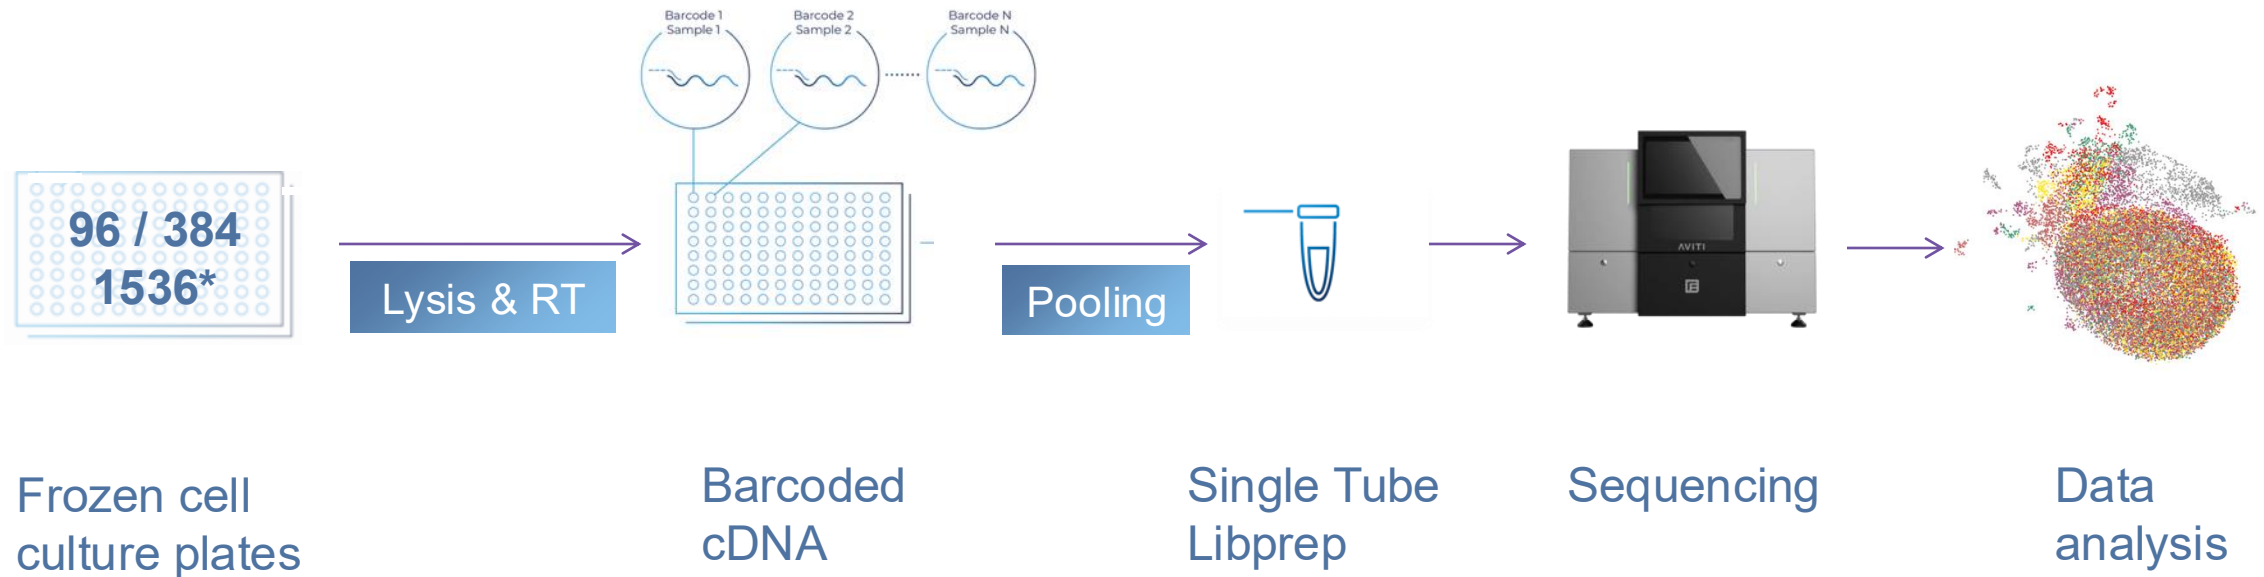 Barcode 1
Sample 1
Barcode 2
Sample 2
Barcode N
Sample N
96 / 384
1536*
Lysis & RT
Pooling
AVITI
Frozen cell
culture plates
Barcoded
cDNA
Single Tube
Libprep
Sequencing
Data
analysis